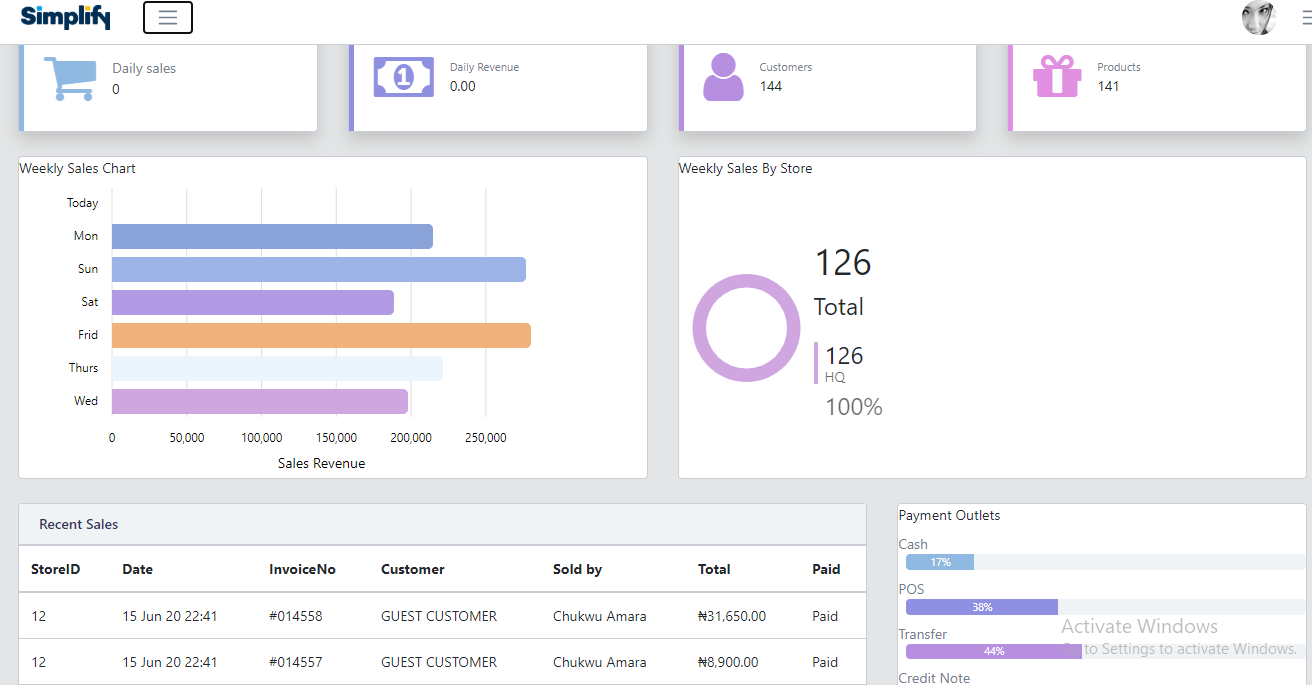 Simplify
Daily sales
0
1
Daily Revenue
0.00
Customers
144
Products
141
Weekly Sales Chart
Today
Mon
Sun
Sat
Frid
Thurs
Wed
0 50,000 100,000 150,000 200,000 250,000
Sales Revenue
Weekly Sales By Store
126
Total
126
HQ
100%
Recent Sales
StoreID Date InvoiceNo Customer Sold by Total Paid
12 15 Jun 20 22:41 #014558 GUEST CUSTOMER Chukwu Amara ₦31,650.00 Paid
12 15 Jun 20 22:41 #014557 GUEST CUSTOMER Chukwu Amara ₦8,900.00 Paid
Payment Outlets
Cash
17%
POS
38%
Transfer
44%
Credit Note
Activate Windows
Go to Settings to activate Windows.